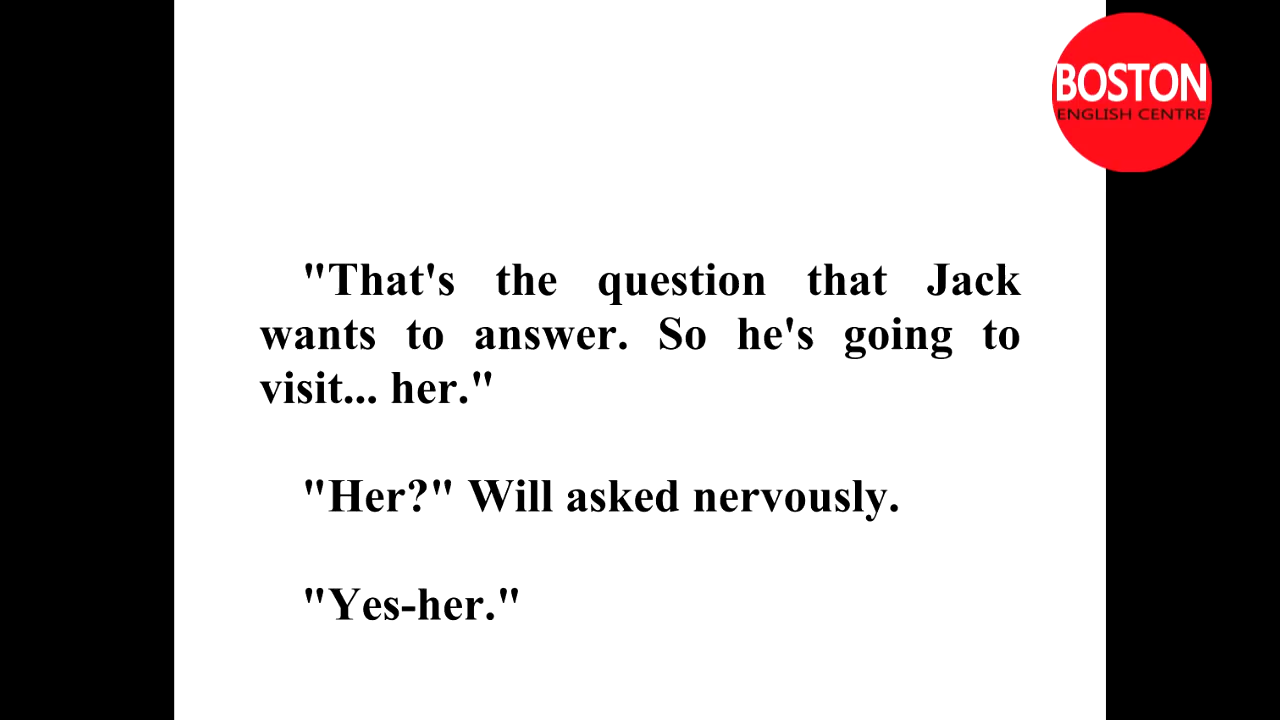 BOSTON
ENGLISH CENTRE
"That's the question that Jack
wants to answer. So he's going to
visit... her."
"Her?" Will asked nervously.
"Yes-her."